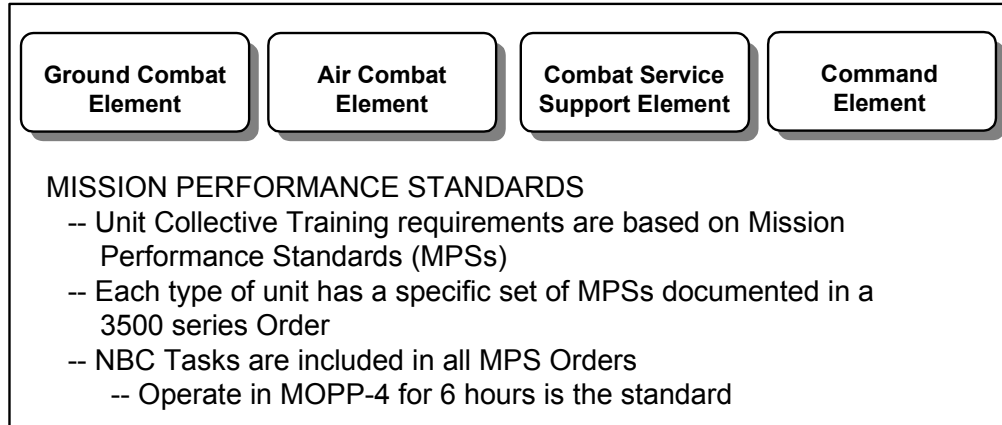 Ground Combat
Element
Air Combat
Element
Combat Service
Support Element
Command
Element
MISSION PERFORMANCE STANDARDS
-- Unit Collective Training requirements are based on Mission
Performance Standards (MPSs)
-- Each type of unit has a specific set of MPSs documented in a
3500 series Order
-- NBC Tasks are included in all MPS Orders
-- Operate in MOPP-4 for 6 hours is the standard